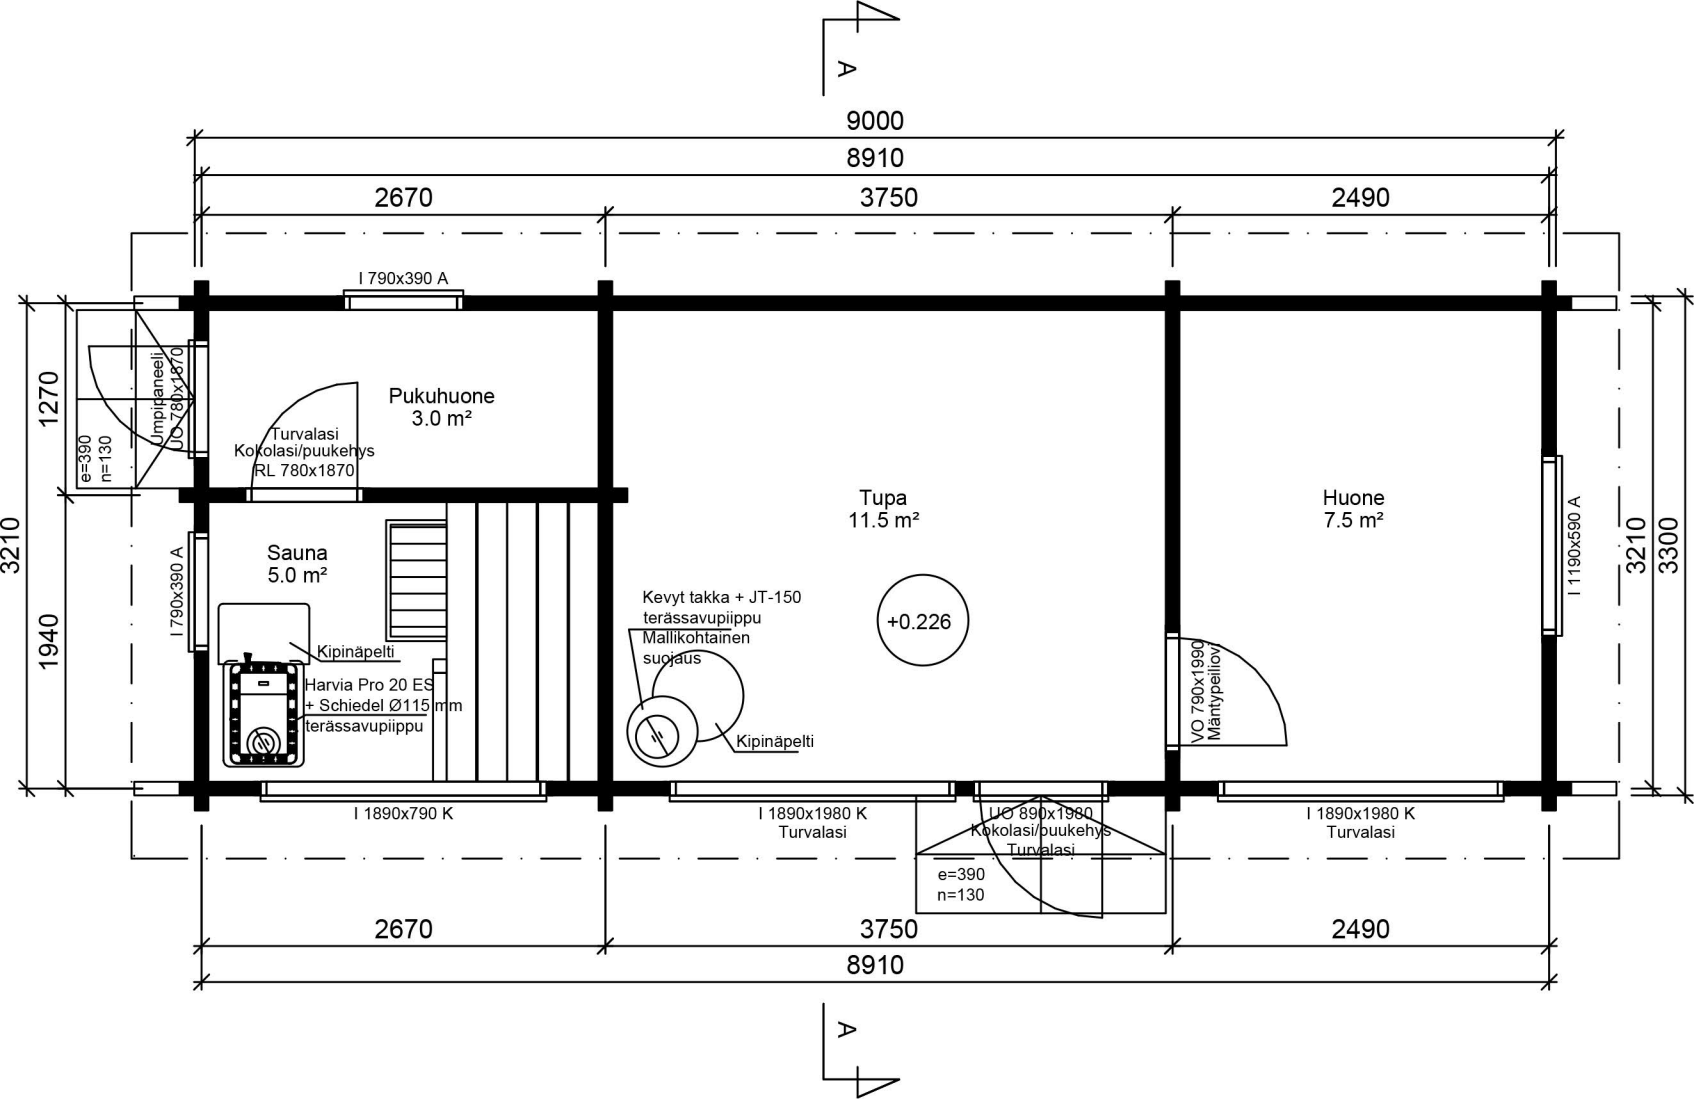 A
9000
8910
2670
3750
2490
I 790x390 A
3210
1270
1940
e=390
n=130
Umpipaneeli
UO 780x1870
Pukuhuone
3.0 m²
Turvalasi
Kokolasi/puukehys
RL 780x1870
I 790x390 A
Sauna
5.0 m²
Kipinäpelti
Harvia Pro 20 ES
+ Schiedel Ø115 mm
terässavupiippu
I 1890x790 K
Tupa
11.5 m²
Kevyt takka + JT-150
terässavupiippu
Mallikohtainen
suojaus
+0.226
Kipinäpelti
I 1890x1980 K
Turvalasi
UO 890x1980
Kokolasi/puukehys
Turvalasi
e=390
n=130
Huone
7.5 m²
VO 790x1990
Mäntypeiliovi
I 1190x590 A
I 1890x1980 K
Turvalasi
3210
3300
2670
3750
2490
8910
A